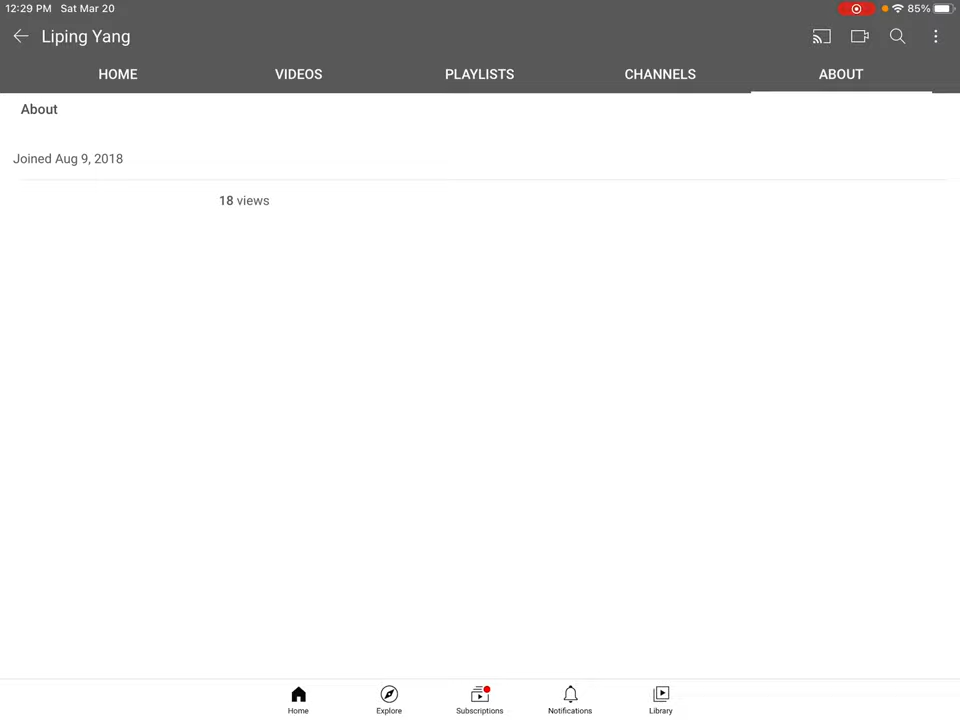 12:29 PM Sat Mar 20 85%
Liping Yang
HOME VIDEOS PLAYLISTS CHANNELS ABOUT
About
Joined Aug 9, 2018
18 views
Home Explore Subscriptions Notifications Library